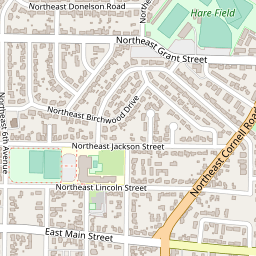 Northeast Donelson Road
Hare Field
Northeast Grant Street
Northeast Birchwood Drive
Northeast 6th Avenue
Northeast Cornell Road
Northeast Jackson Street
Northeast Lincoln Street
East Main Street